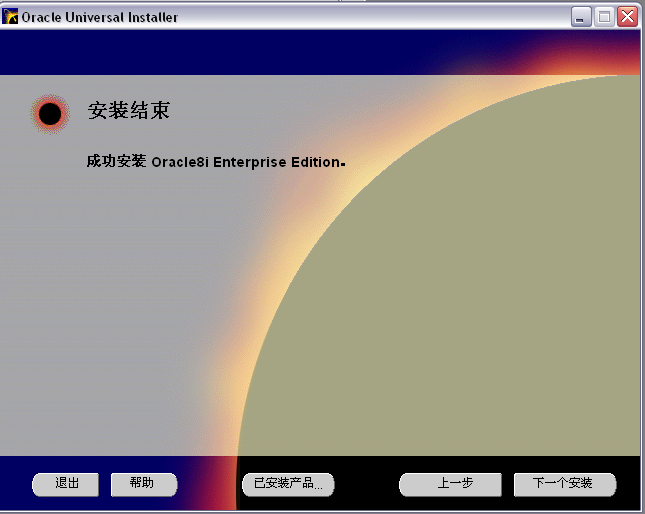 Oracle Universal Installer
安装结束
成功安装 Oracle8i Enterprise Edition。
退出
帮助
已安装产品...
上一步
下一个安装